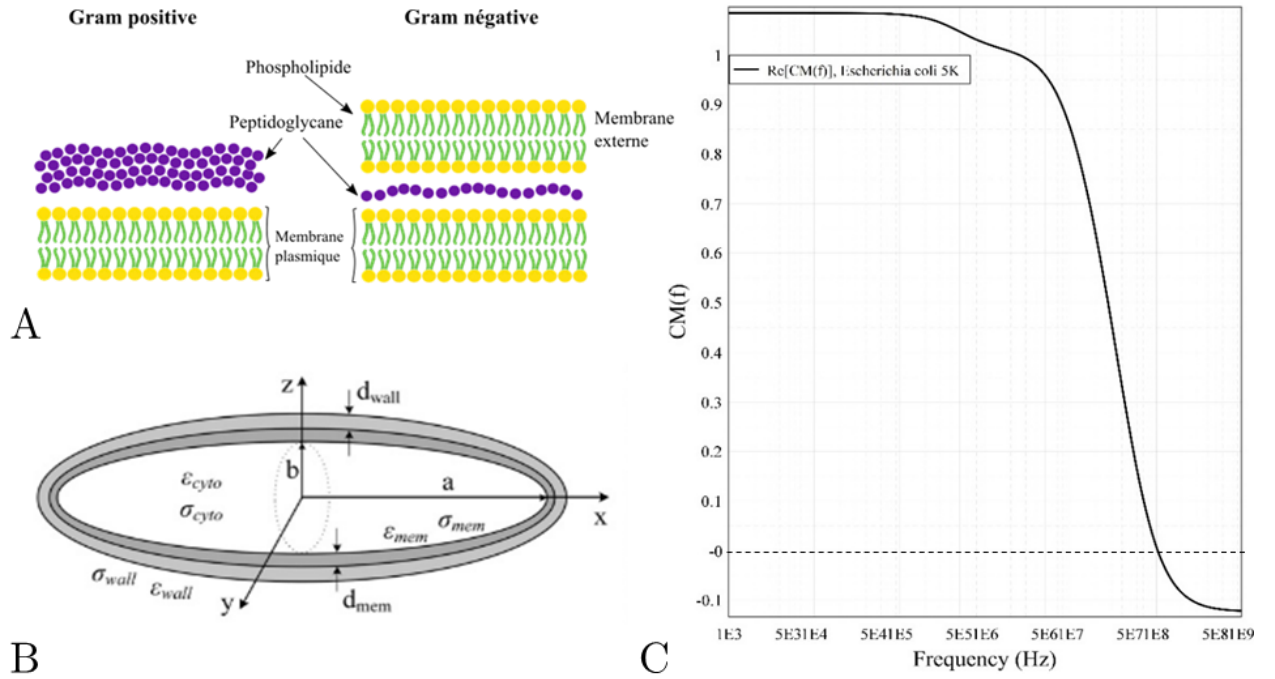 Gram positive
Gram négative
Phospholipide
Peptidoglycane
Membrane
externe
Membrane
plasmique
A
z
d_wall
b
a
x
ε_cyto
σ_cyto
σ_mem
ε_mem
σ_wall
ε_wall
y
d_mem
B
CM(f)
1
0.9
0.8
0.7
0.6
0.5
0.4
0.3
0.2
0.1
-0
-0.1
Re[CM(f)], Escherichia coli 5K
1E3 5E31E4 5E41E5 5E51E6 5E61E7 5E71E8 5E81E9
Frequency (Hz)
C